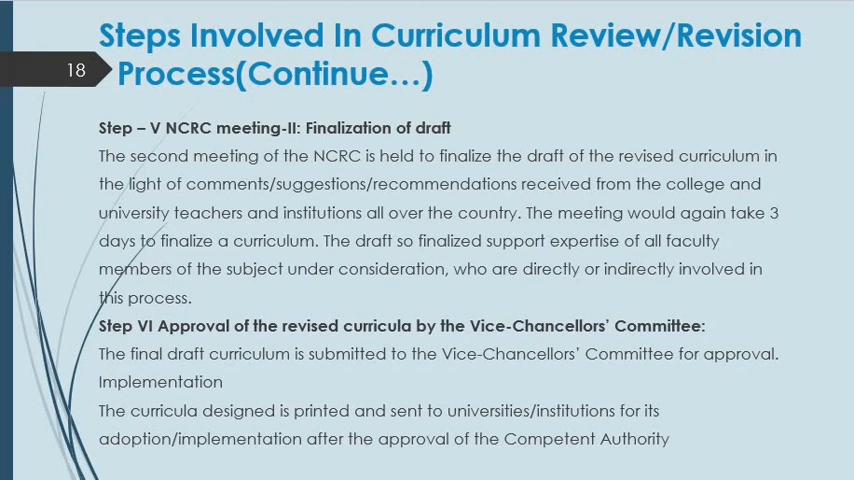 Steps Involved In Curriculum Review/Revision
18
Process(Continue...)
Step – V NCRC meeting-II: Finalization of draft
The second meeting of the NCRC is held to finalize the draft of the revised curriculum in
the light of comments/suggestions/recommendations received from the college and
university teachers and institutions all over the country. The meeting would again take 3
days to finalize a curriculum. The draft so finalized support expertise of all faculty
members of the subject under consideration, who are directly or indirectly involved in
this process.
Step VI Approval of the revised curricula by the Vice-Chancellors’ Committee:
The final draft curriculum is submitted to the Vice-Chancellors’ Committee for approval.
Implementation
The curricula designed is printed and sent to universities/institutions for its
adoption/implementation after the approval of the Competent Authority